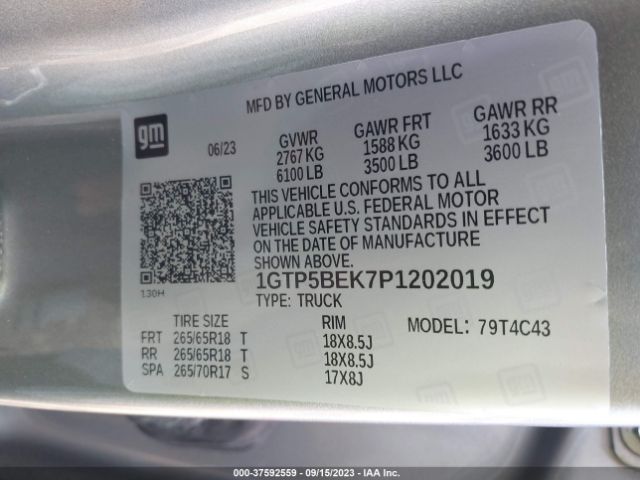 MFD BY GENERAL MOTORS LLC
gm
06/23
GVWR
2767 KG
6100 LB
GAWR FRT
1588 KG
3500 LB
GAWR RR
1633 KG
3600 LB
THIS VEHICLE CONFORMS TO ALL
APPLICABLE U.S. FEDERAL MOTOR
VEHICLE SAFETY STANDARDS IN EFFECT
ON THE DATE OF MANUFACTURE
SHOWN ABOVE.
1GTP5BEK7P1202019
TYPE: TRUCK
130H
TIRE SIZE RIM MODEL: 79T4C43
FRT 265/65R18 T 18X8.5J
RR 265/65R18 T 18X8.5J
SPA 265/70R17 S 17X8J
000-37592559 — 09/15/2023 — IAA Inc.